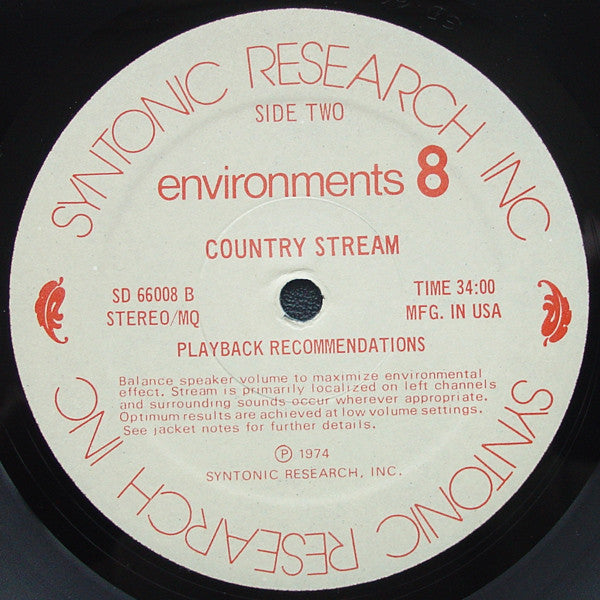 SYNTONIC RESEARCH INC
SIDE TWO
environments 8
COUNTRY STREAM
SD 66008 B
STEREO/MQ
TIME 34:00
MFG. IN USA
PLAYBACK RECOMMENDATIONS
Balance speaker volume to maximize environmental
effect. Stream is primarily localized on left channels
and surrounding sounds occur wherever appropriate.
Optimum results are achieved at low volume settings.
See jacket notes for further details.
Ⓟ 1974
SYNTONIC RESEARCH, INC.
SYNTONIC RESEARCH INC